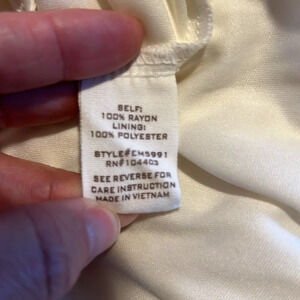 SELF:
100% RAYON
LINING:
100% POLYESTER
STYLE#EM5991
RN#104403
SEE REVERSE FOR
CARE INSTRUCTION
MADE IN VIETNAM